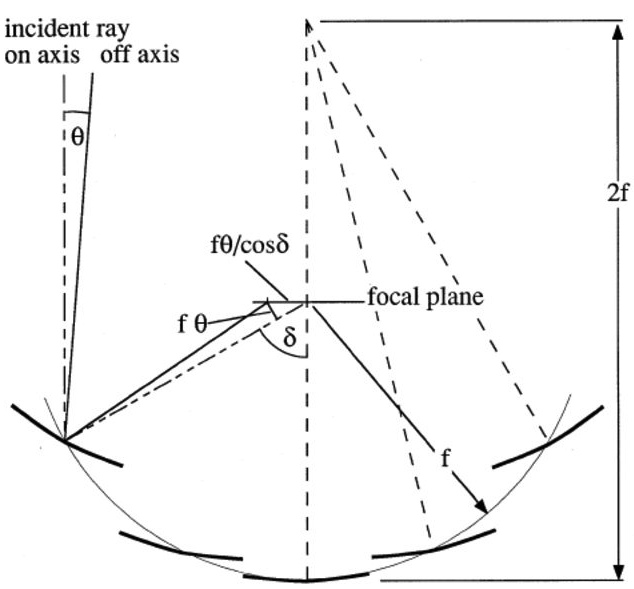 incident ray
on axis off axis
θ
2f
fθ/cosδ
focal plane
f θ
δ
f